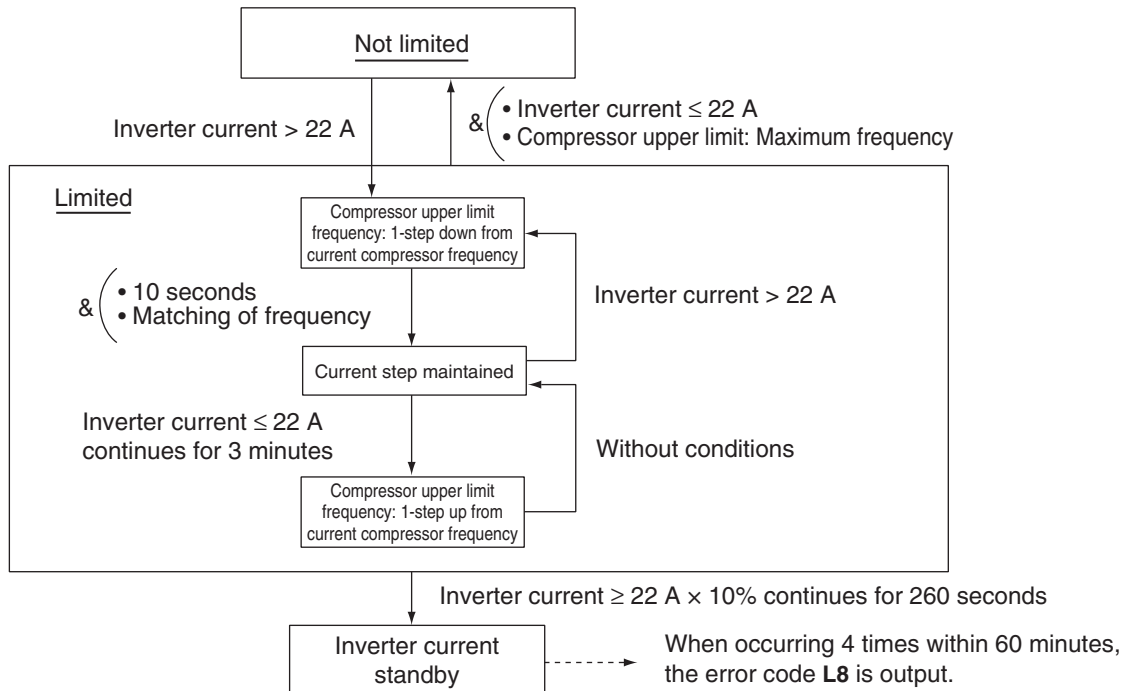 Not limited
Inverter current > 22 A
&
• Inverter current ≤ 22 A
• Compressor upper limit: Maximum frequency
Limited
Compressor upper limit
frequency: 1-step down from
current compressor frequency
&
• 10 seconds
• Matching of frequency
Inverter current > 22 A
Current step maintained
Inverter current ≤ 22 A
continues for 3 minutes
Without conditions
Compressor upper limit
frequency: 1-step up from
current compressor frequency
Inverter current ≥ 22 A × 10% continues for 260 seconds
Inverter current
standby
When occurring 4 times within 60 minutes,
the error code L8 is output.